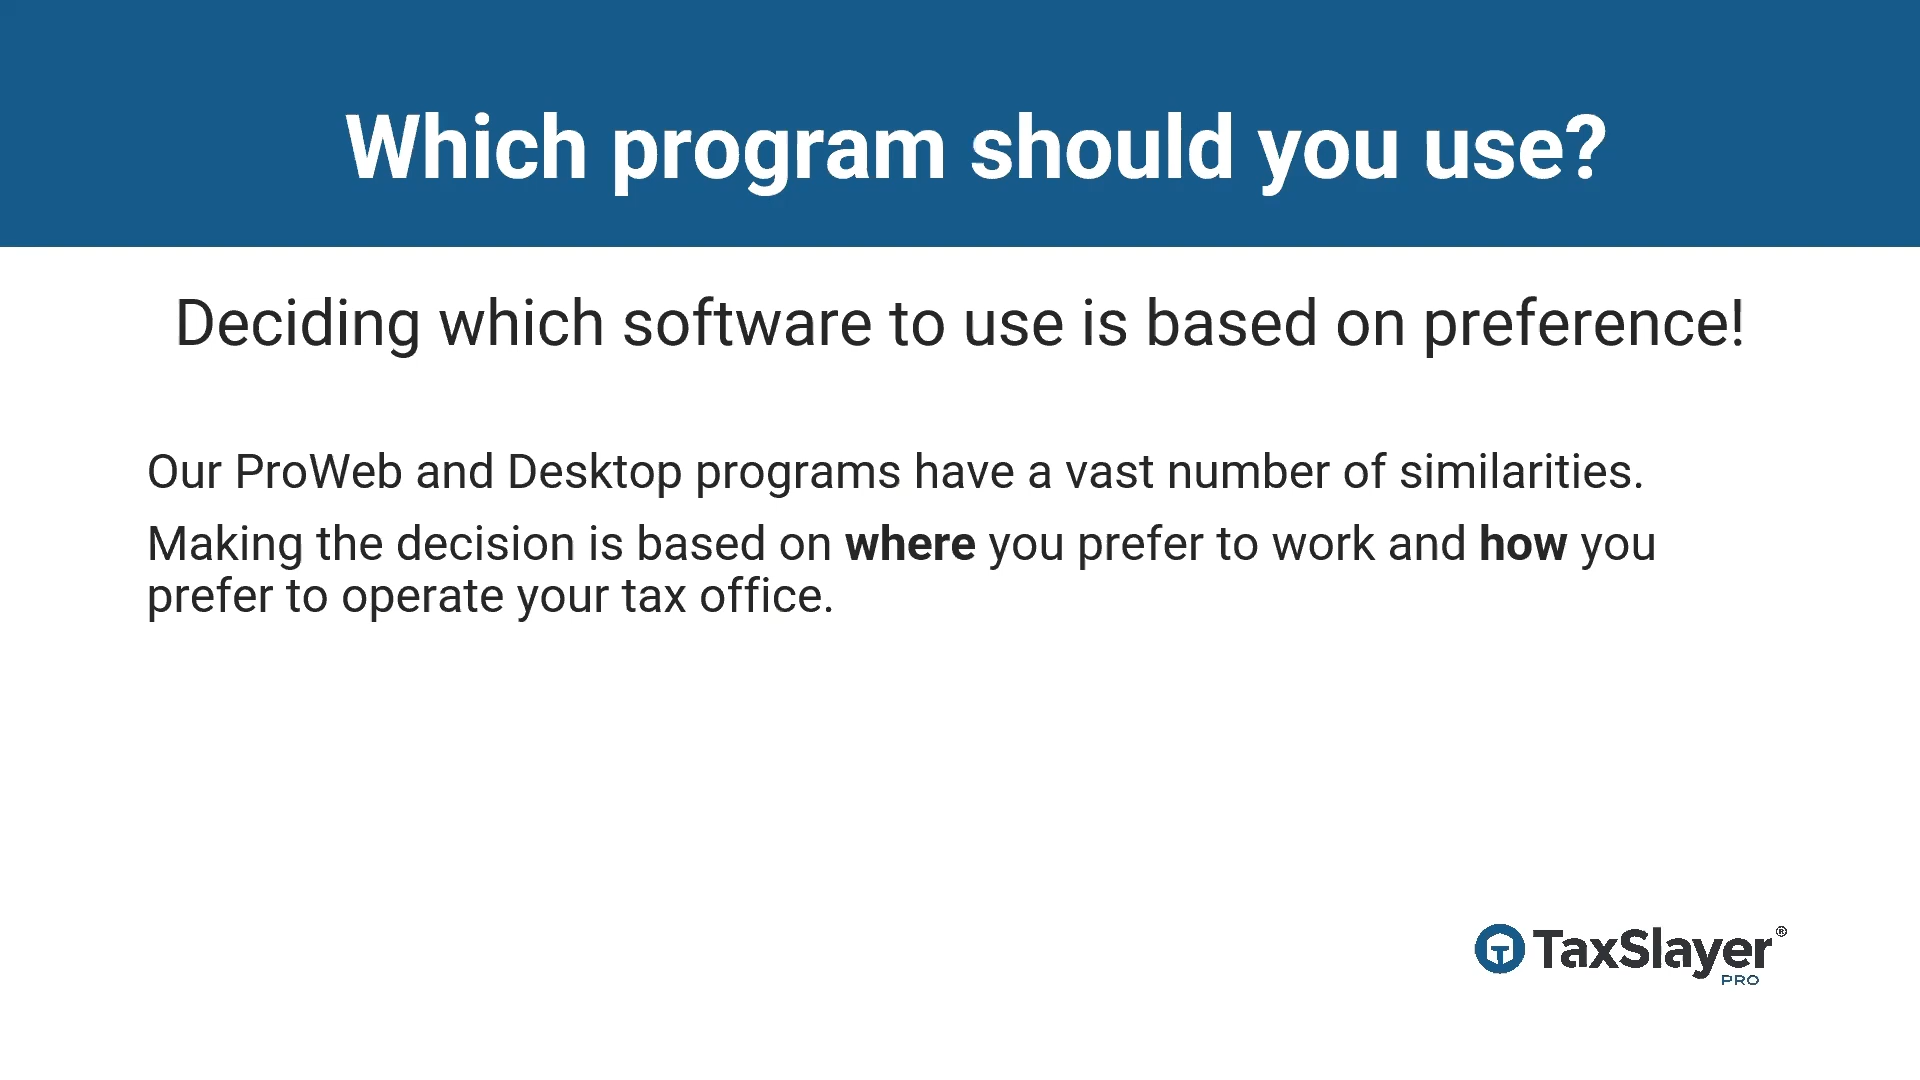 Which program should you use?
Deciding which software to use is based on preference!
Our ProWeb and Desktop programs have a vast number of similarities.
Making the decision is based on where you prefer to work and how you
prefer to operate your tax office.
TaxSlayer®
PRO